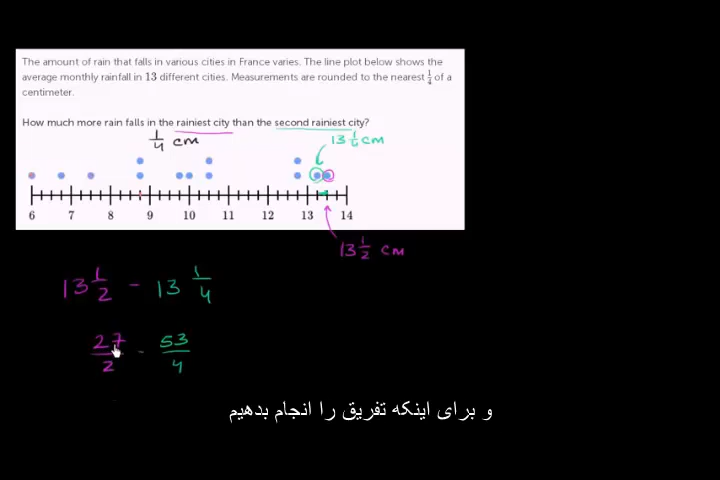 The amount of rain that falls in various cities in France varies. The line plot below shows the
average monthly rainfall in 13 different cities. Measurements are rounded to the nearest 1/4 of a
centimeter.
How much more rain falls in the rainiest city than the second rainiest city?
1/4 cm
13 1/4 cm
6 7 8 9 10 11 12 13 14
13 1/2 cm
13 1/2 - 13 1/4
27/2 - 53/4
و برای اینکه تفریق را انجام بدهیم